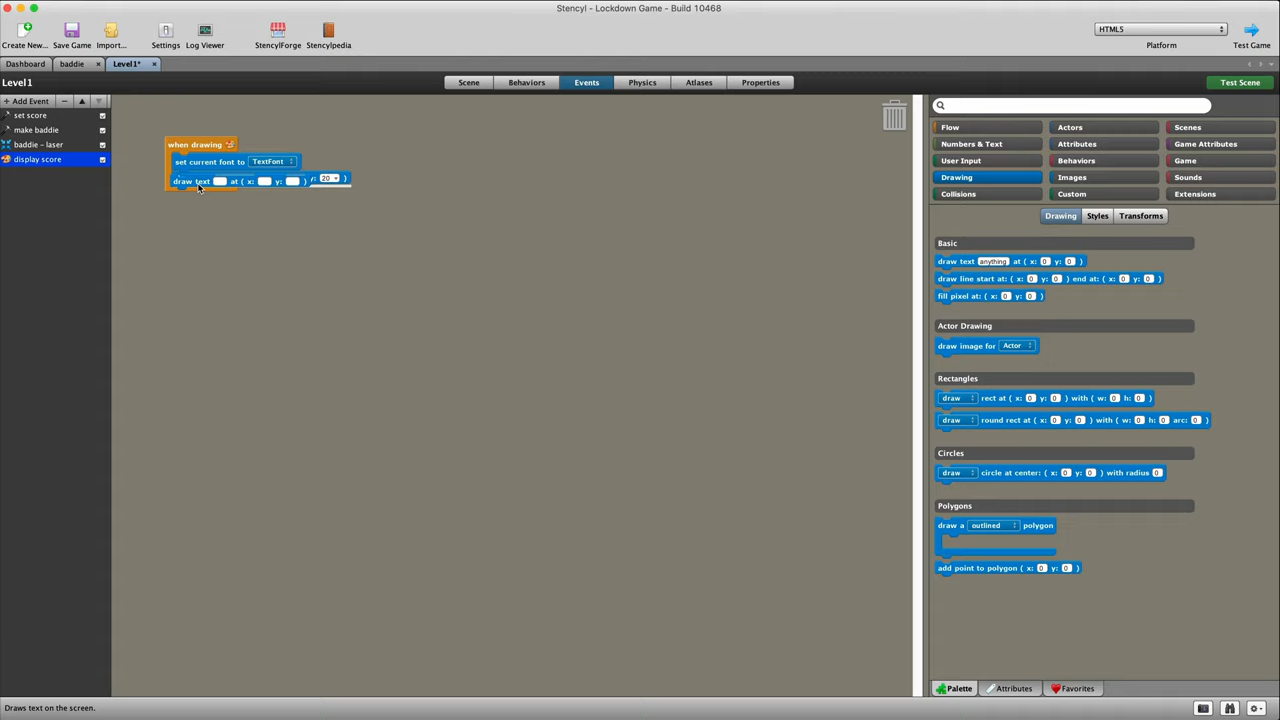 Stencyl - Lockdown Game - Build 10468
Create New... Save Game Import... Settings Log Viewer StencylForge Stencylpedia HTML5 Platform Test Game
Dashboard baddie × Level1* ×
Level1 Scene Behaviors Events Physics Atlases Properties Test Scene
+ Add Event
set score
make baddie
baddie – laser
display score
when drawing
set current font to TextFont
draw text at ( x: y: ) y: 20 )
Flow Actors Scenes
Numbers & Text Attributes Game Attributes
User Input Behaviors Game
Drawing Images Sounds
Collisions Custom Extensions
Drawing Styles Transforms
Basic
draw text anything at ( x: 0 y: 0 )
draw line start at: ( x: 0 y: 0 ) end at: ( x: 0 y: 0 )
fill pixel at: ( x: 0 y: 0 )
Actor Drawing
draw image for Actor
Rectangles
draw rect at ( x: 0 y: 0 ) with ( w: 0 h: 0 )
draw round rect at ( x: 0 y: 0 ) with ( w: 0 h: 0 arc: 0 )
Circles
draw circle at center: ( x: 0 y: 0 ) with radius 0
Polygons
draw a outlined polygon
add point to polygon ( x: 0 y: 0 )
Palette Attributes Favorites
Draws text on the screen.